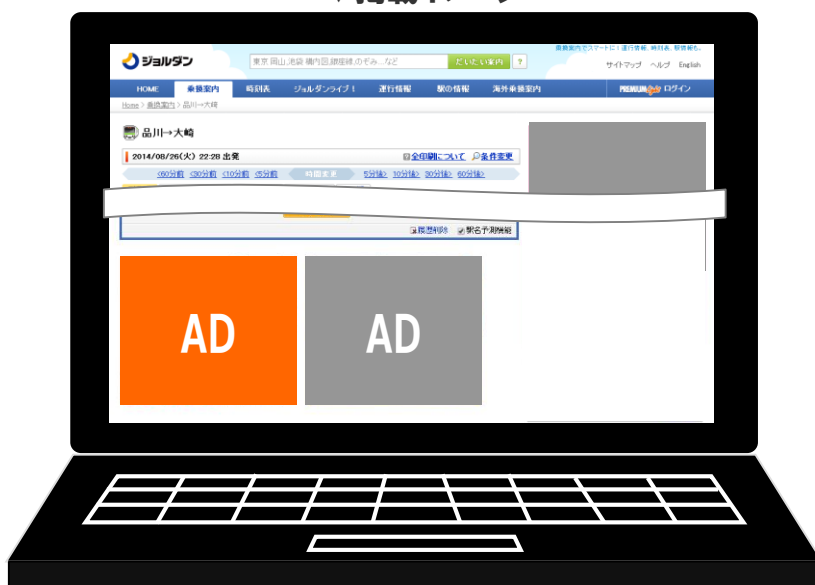 乗換案内でスマートに！運行情報、時刻表、駅情報も。
ジョルダン
東京,岡山,池袋 構内図,銀座線,のぞみ...など
だいたい案内
?
サイトマップ ヘルプ English
HOME 乗換案内 時刻表 ジョルダンライブ！ 運行情報 駅の情報 海外乗換案内 PREMIUM ログイン
Home > 乗換案内 > 品川→大崎
品川→大崎
2014/08/26(火) 22:28 出発 全印刷について 条件変更
≤60分前 ≤30分前 ≤10分前 ≤5分前 時間変更 5分後≥ 10分後≥ 30分後≥ 60分後≥
履歴削除 駅名予測機能
AD AD